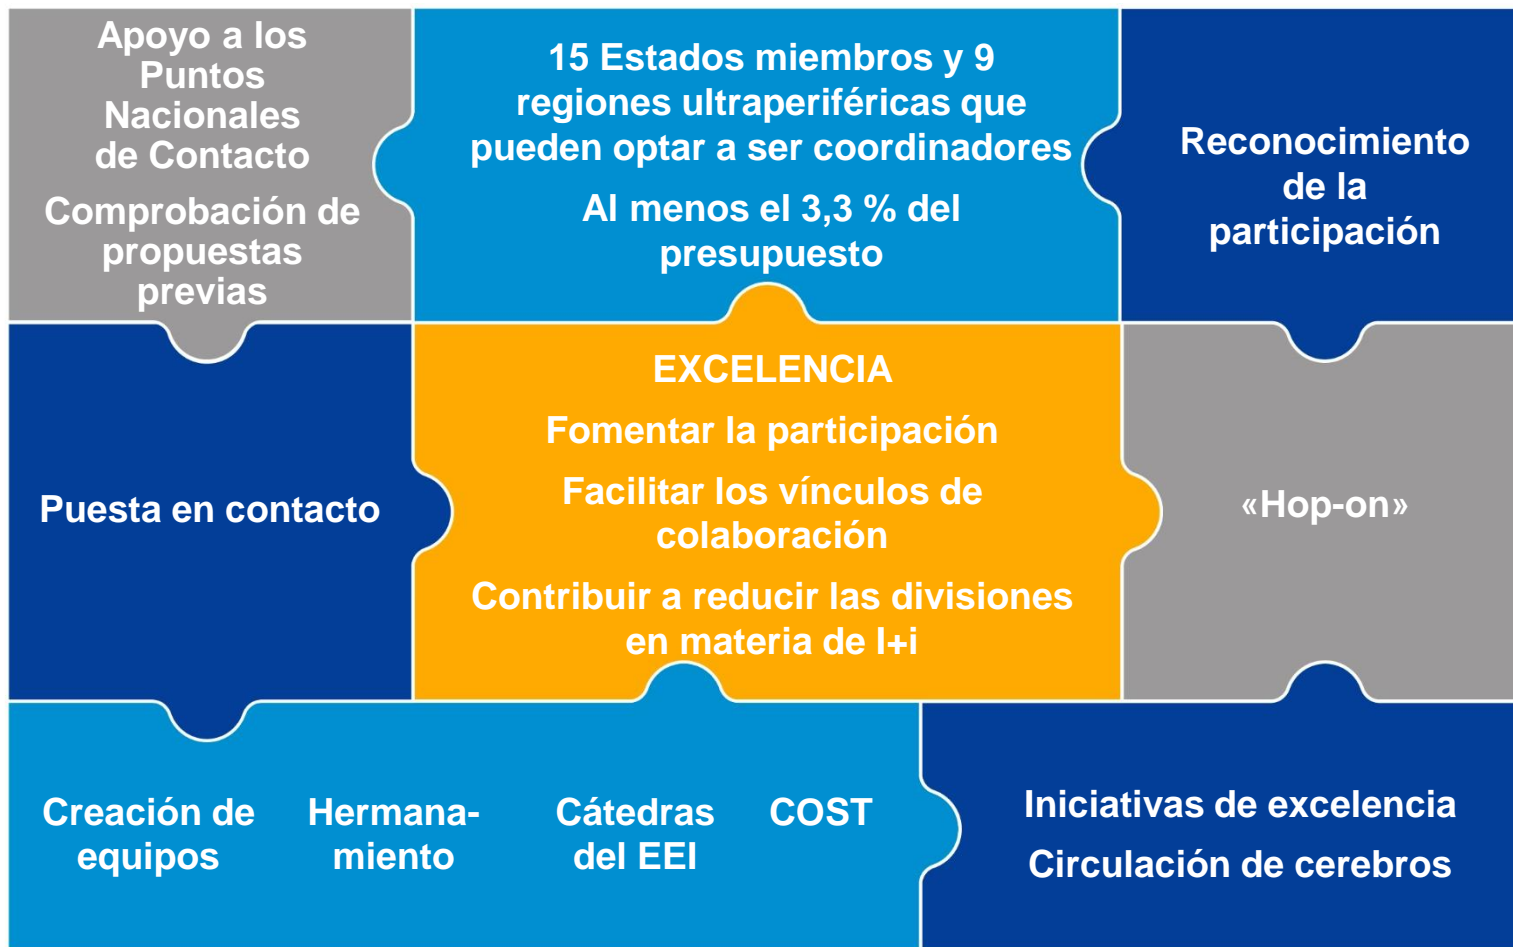 Apoyo a los
Puntos
Nacionales
de Contacto
Comprobación de
propuestas
previas
15 Estados miembros y 9
regiones ultraperiféricas que
pueden optar a ser coordinadores
Al menos el 3,3 % del
presupuesto
Reconocimiento
de la
participación
Puesta en contacto
EXCELENCIA
Fomentar la participación
Facilitar los vínculos de
colaboración
Contribuir a reducir las divisiones
en materia de I+i
«Hop-on»
Creación de
equipos
Hermana-
miento
Cátedras
del EEI
COST
Iniciativas de excelencia
Circulación de cerebros